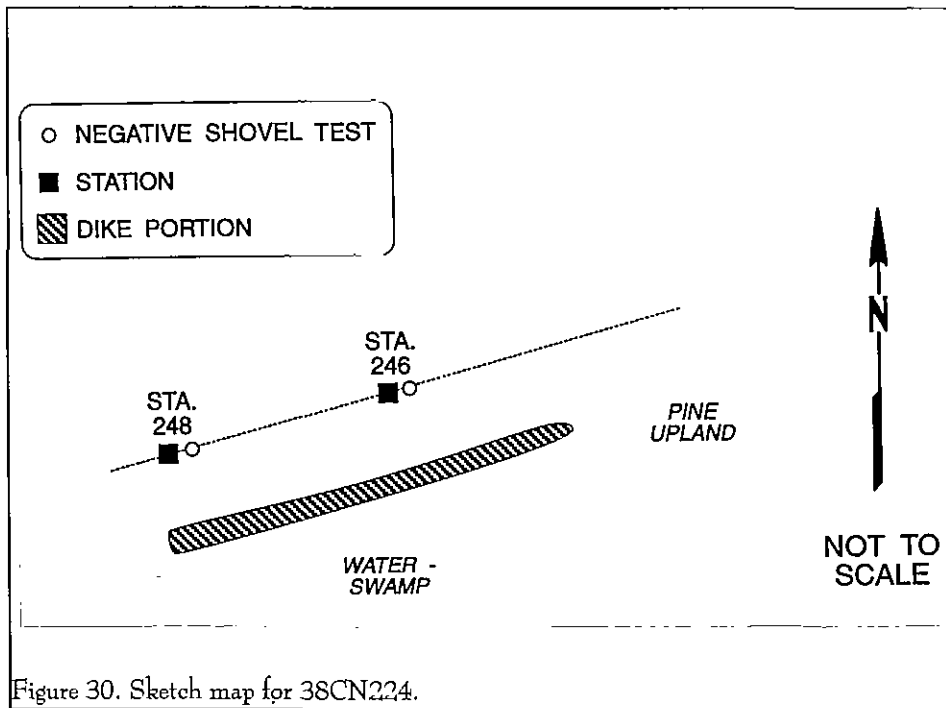 NEGATIVE SHOVEL TEST
STATION
DIKE PORTION
STA.
246
STA.
248
N
PINE
UPLAND
WATER -
SWAMP
NOT TO
SCALE
Figure 30. Sketch map for 38CN224.